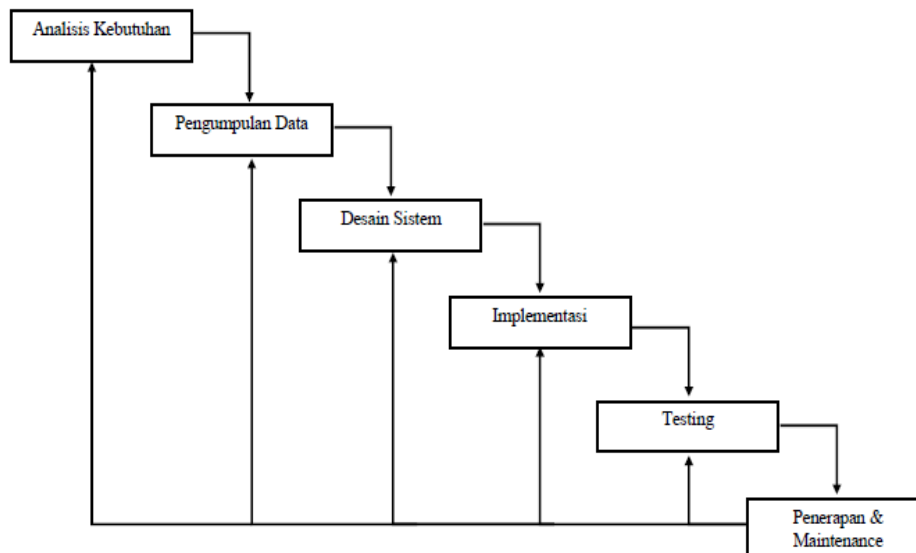 Analisis Kebutuhan
Pengumpulan Data
Desain Sistem
Implementasi
Testing
Penerapan &
Maintenance